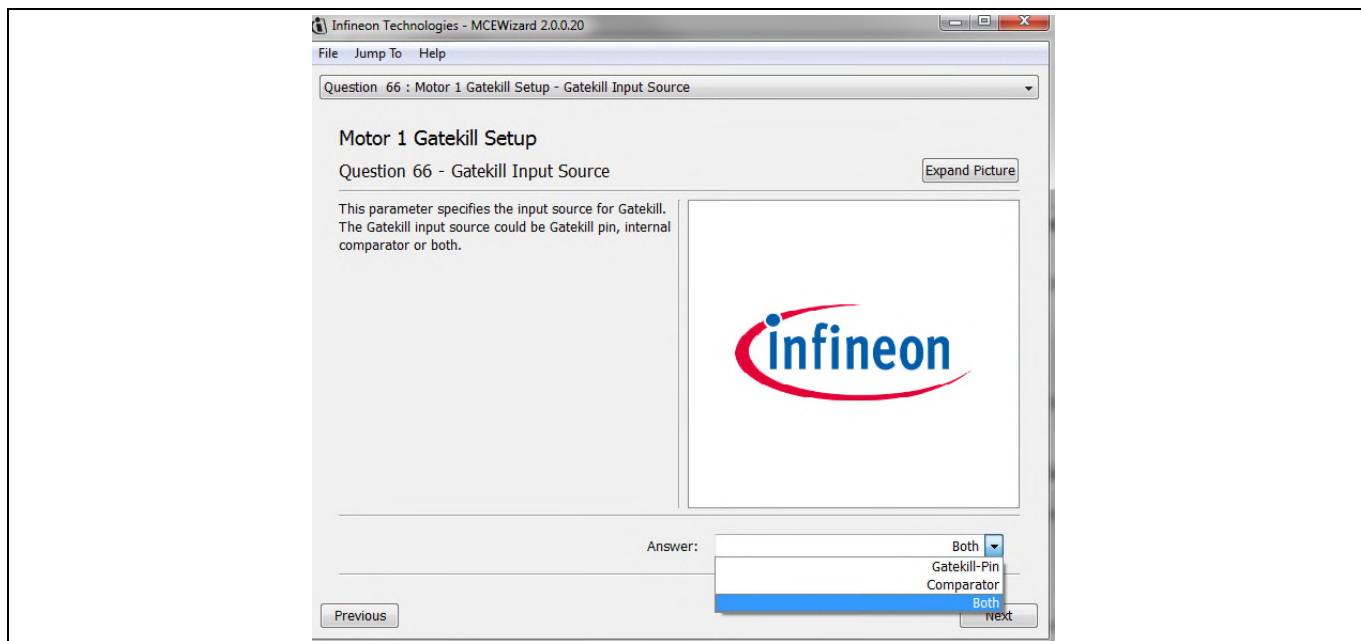 Infineon Technologies - MCEWizard 2.0.0.20
File Jump To Help
Question 66 : Motor 1 Gatekill Setup - Gatekill Input Source
Motor 1 Gatekill Setup
Question 66 - Gatekill Input Source
Expand Picture
This parameter specifies the input source for Gatekill.
The Gatekill input source could be Gatekill pin, internal
comparator or both.
infineon
Answer:
Both
Gatekill-Pin
Comparator
Both
Previous
Next